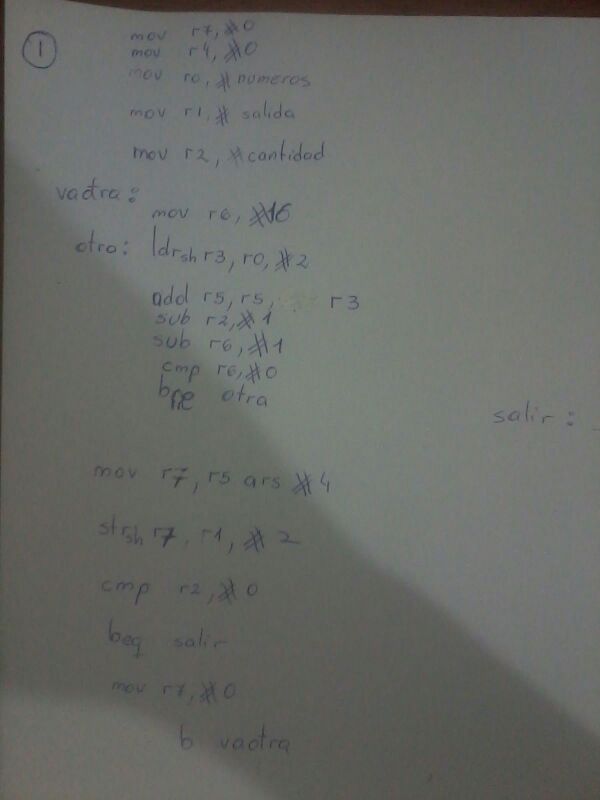 1
mov r7, #0
mov r4, #0
mov r0, #numeros
mov r1, # salida
mov r2, #cantidad
vaotra:
mov r6, #16
otro: ldrsh r3, r0, #2
add r5, r5, r3
sub r2, #1
sub r6, #1
cmp r6, #0
bne otra
salir:
mov r7, r5 ars #4
strsh r7, r1, #2
cmp r2, #0
beq salir
mov r7, #0
b vaotra